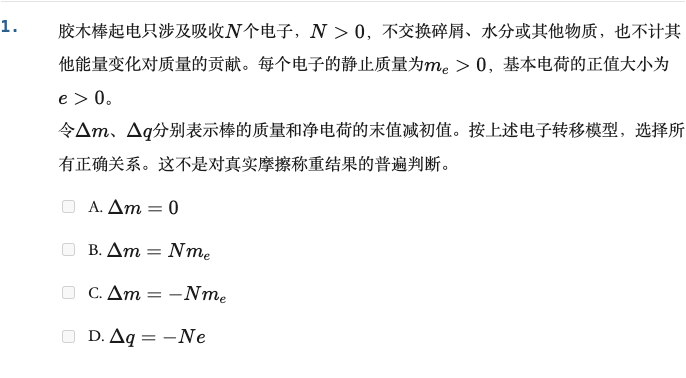 1. 胶木棒起电只涉及吸收N个电子，N > 0，不交换碎屑、水分或其他物质，也不计其
他能量变化对质量的贡献。每个电子的静止质量为mₑ > 0，基本电荷的正值大小为
e > 0。
令Δm、Δq分别表示棒的质量和净电荷的末值减初值。按上述电子转移模型，选择所
有正确关系。这不是对真实摩擦称重结果的普遍判断。
A. Δm = 0
B. Δm = Nmₑ
C. Δm = −Nmₑ
D. Δq = −Ne